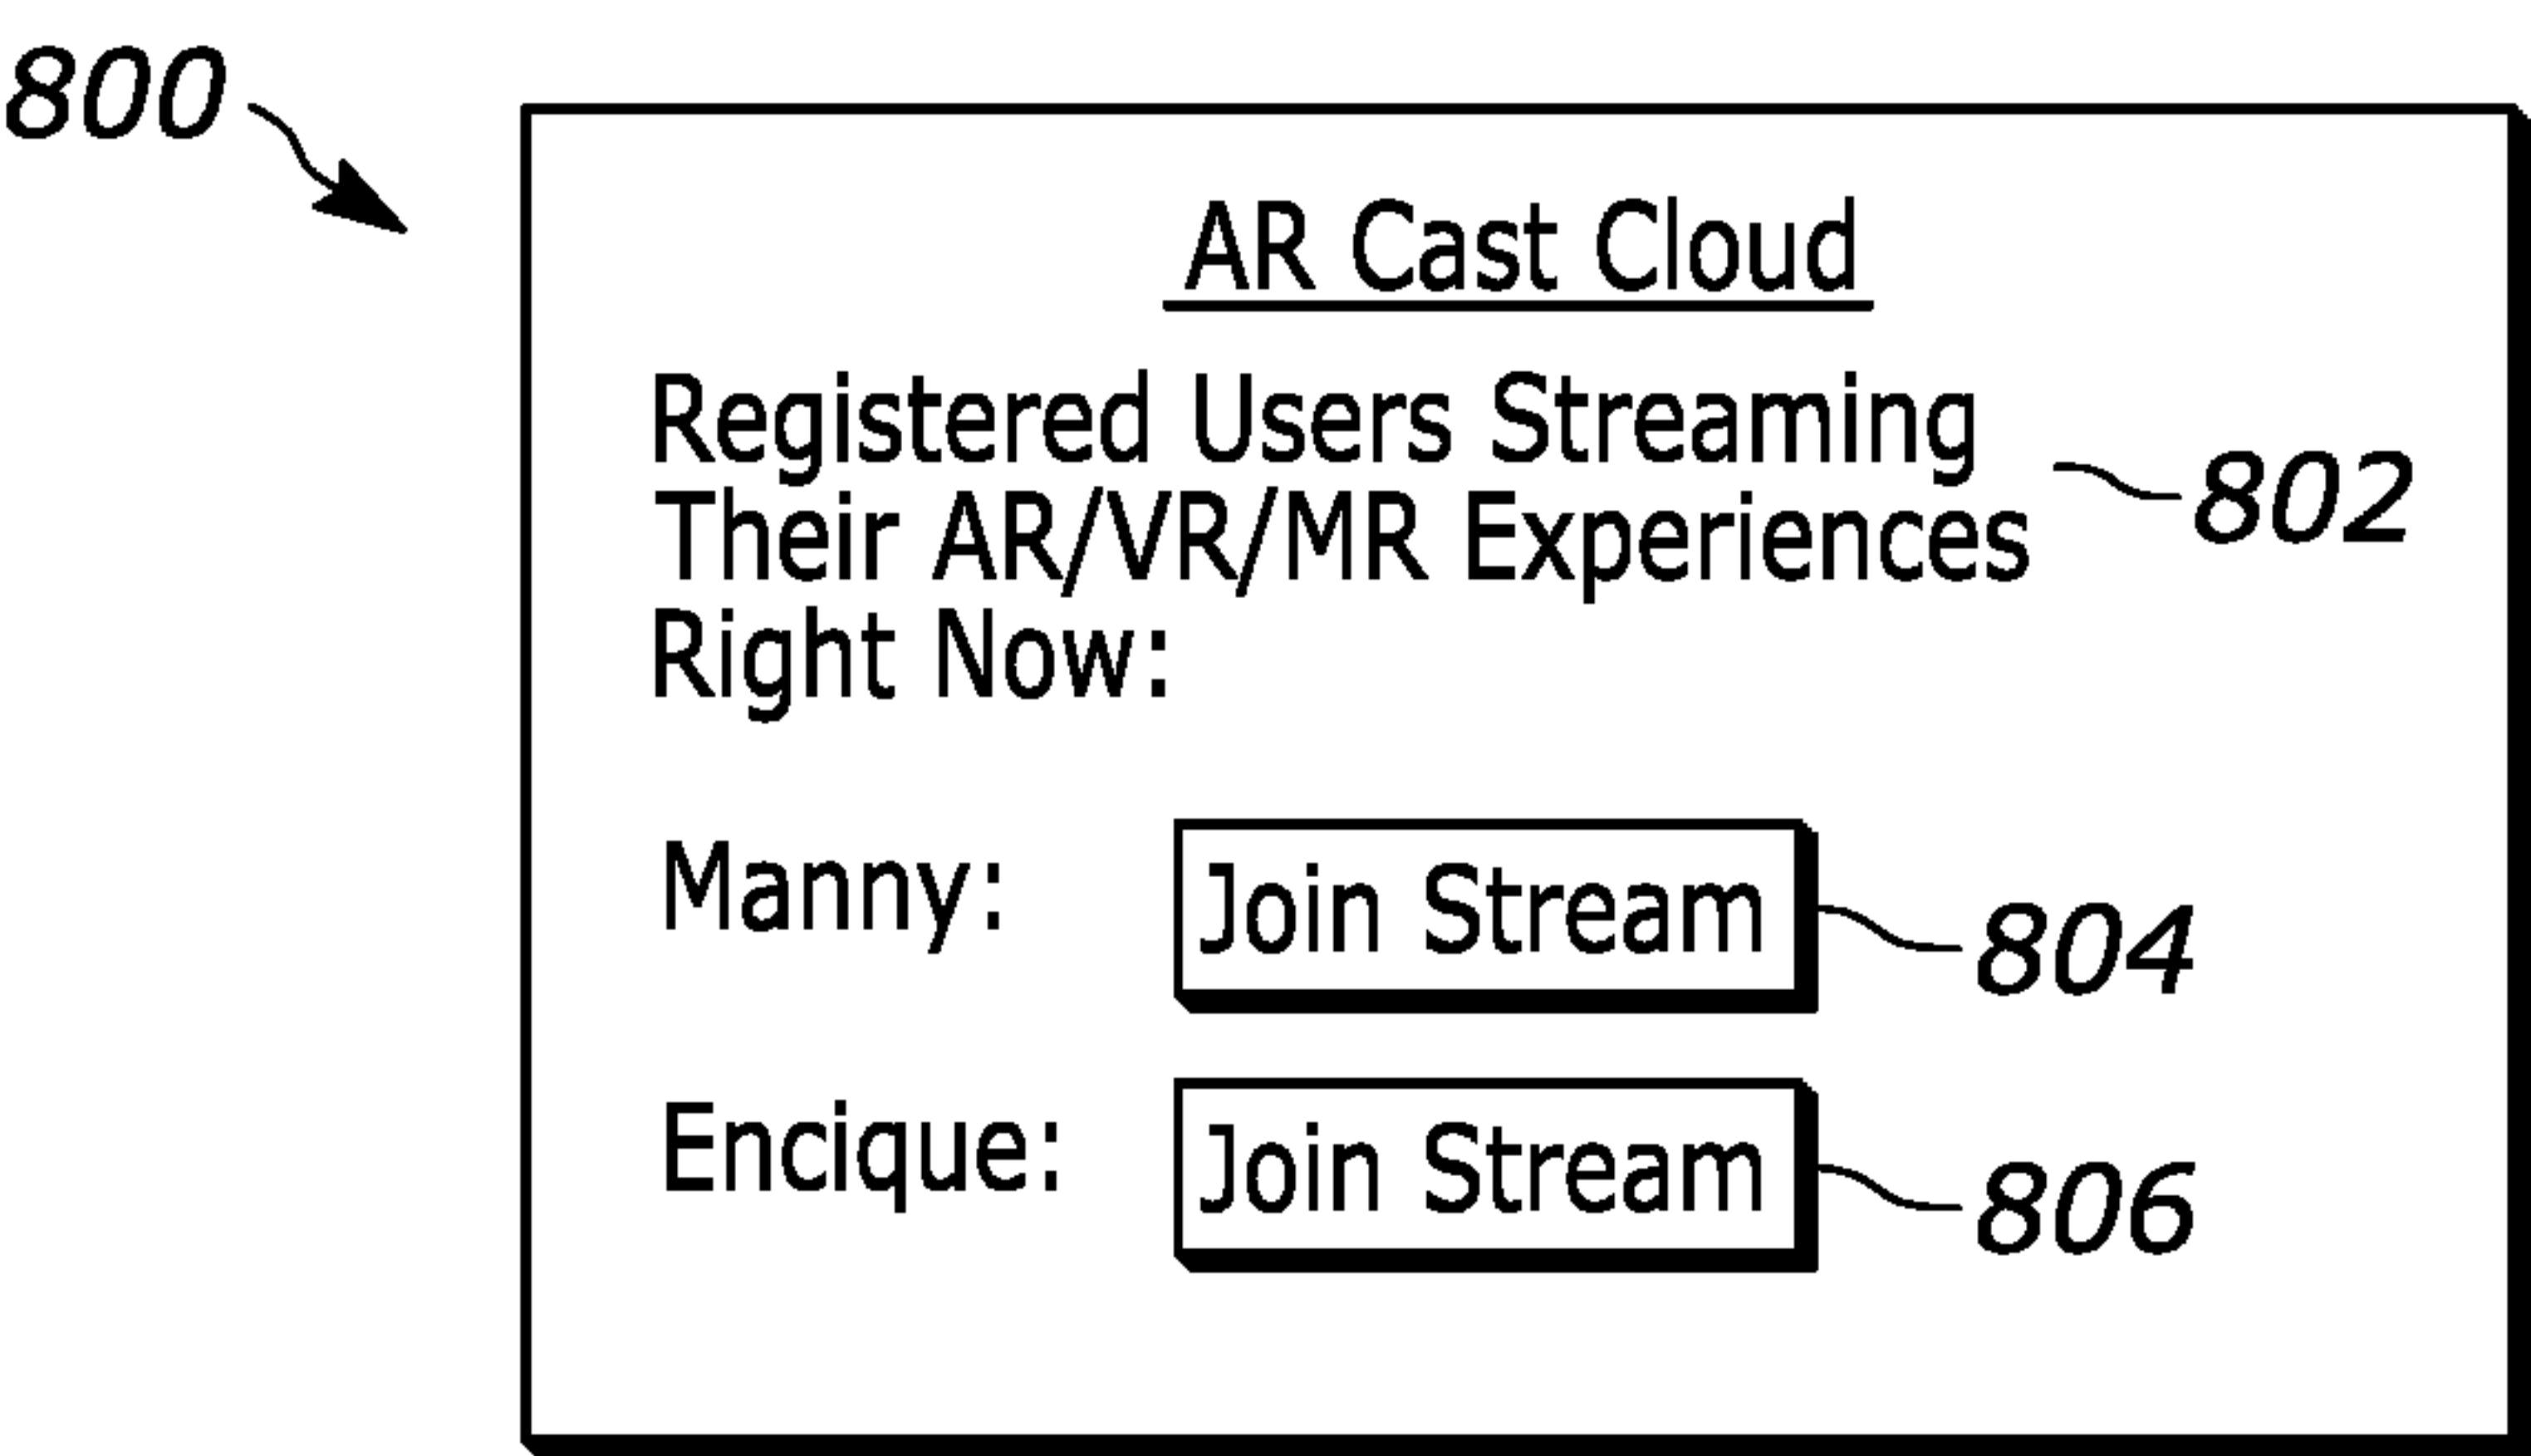 800
AR Cast Cloud
Registered Users Streaming
Their AR/VR/MR Experiences
Right Now:
802
Manny: Join Stream 804
Encique: Join Stream 806